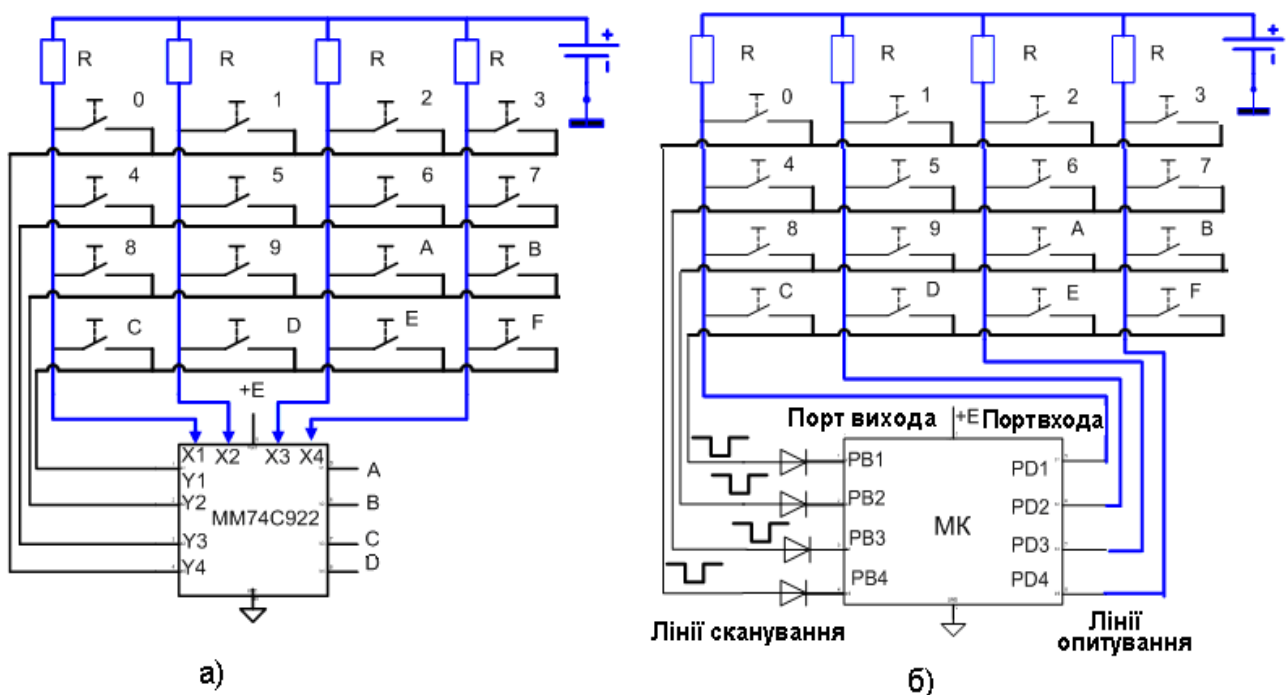 R R R R +
0 1 2 3
4 5 6 7
8 9 A B
C D E F
+E
X1 X2 X3 X4
Y1
Y2
Y3
Y4
MM74C922
A
B
C
D
а)
R R R R +
0 1 2 3
4 5 6 7
8 9 A B
C D E F
Порт вихода +E Портвхода
PB1
PB2
PB3
PB4
МК
PD1
PD2
PD3
PD4
Лінії сканування
Лінії
опитування
б)